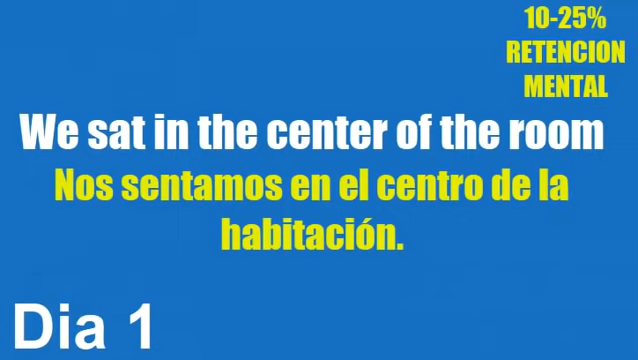 10-25%
RETENCION
MENTAL
We sat in the center of the room
Nos sentamos en el centro de la
habitación.
Dia 1